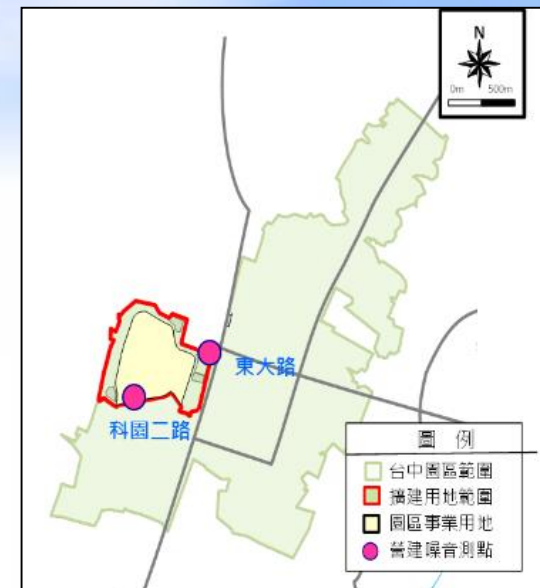 N
0m 500m
東大路
科園二路
圖 例
台中園區範圍
擴建用地範圍
園區事業用地
營建噪音測點